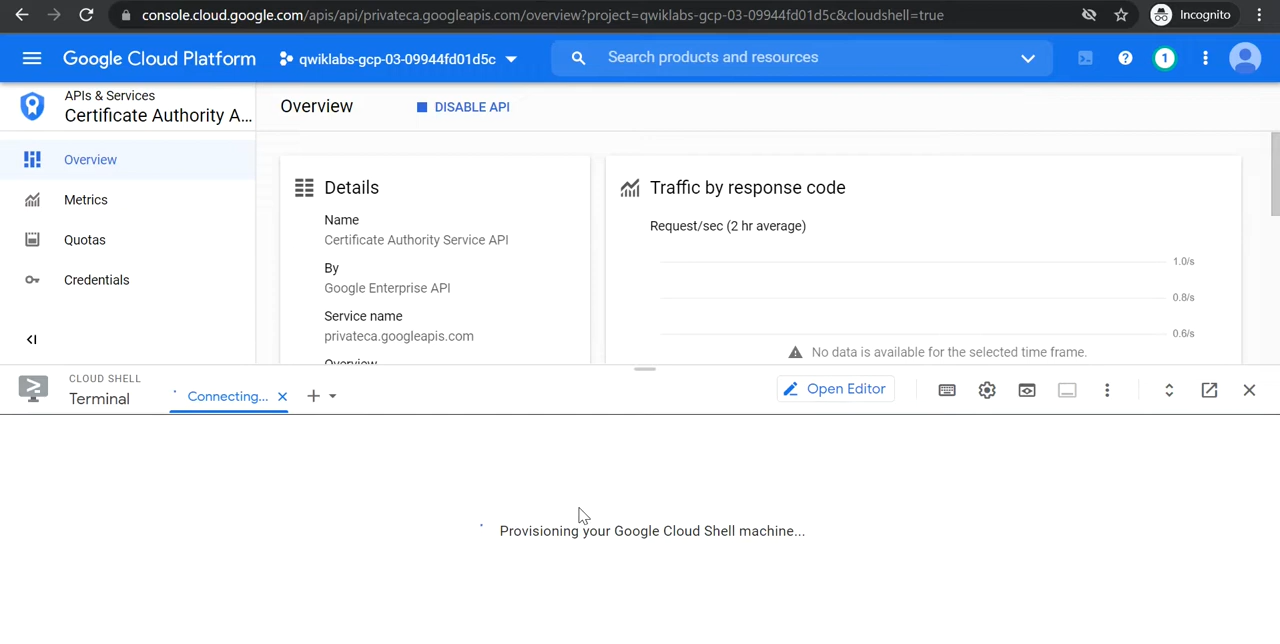 console.cloud.google.com/apis/api/privateca.googleapis.com/overview?project=qwiklabs-gcp-03-09944fd01d5c&cloudshell=true
Incognito
Google Cloud Platform
qwiklabs-gcp-03-09944fd01d5c
Search products and resources
?
1
APIs & Services
Certificate Authority A...
Overview
DISABLE API
Overview
Metrics
Quotas
Credentials
Details
Name
Certificate Authority Service API
By
Google Enterprise API
Service name
privateca.googleapis.com
Overview
Traffic by response code
Request/sec (2 hr average)
1.0/s
0.8/s
0.6/s
No data is available for the selected time frame.
CLOUD SHELL
Terminal
Connecting...
Open Editor
Provisioning your Google Cloud Shell machine...